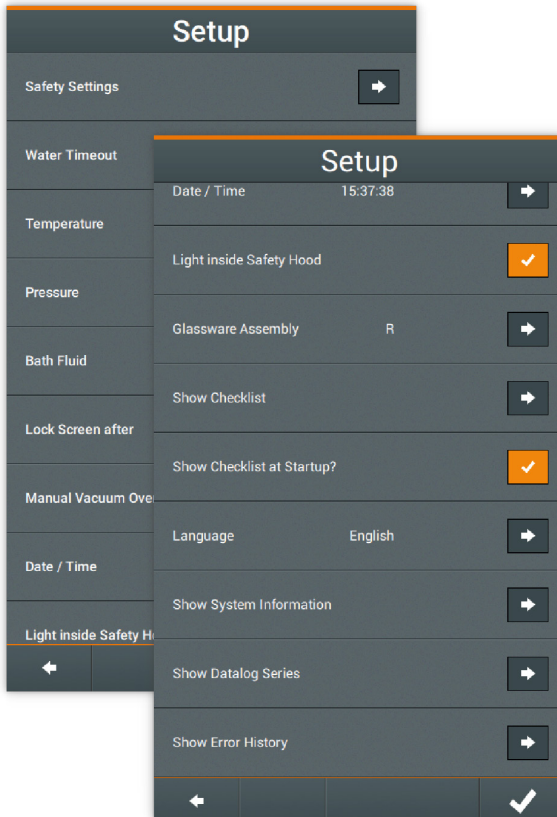 Setup
Safety Settings
Water Timeout
Temperature
Pressure
Bath Fluid
Lock Screen after
Manual Vacuum
Date / Time
Light inside Safety
Setup
Date / Time 15:37:38
Light inside Safety Hood
Glassware Assembly R
Show Checklist
Show Checklist at Startup?
Language English
Show System Information
Show Datalog Series
Show Error History